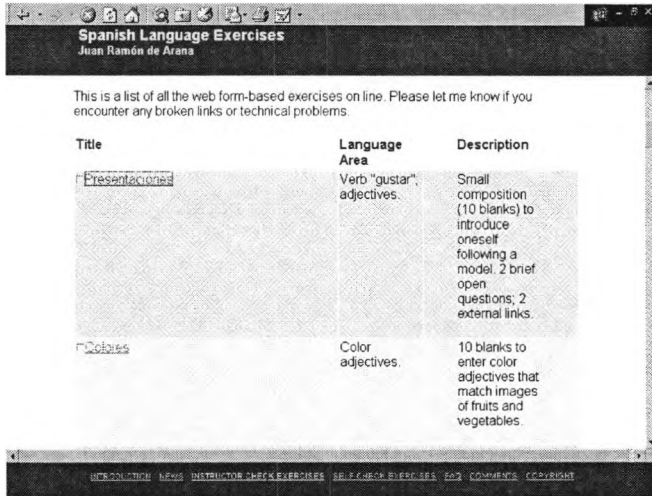 Spanish Language Exercises
Juan Ramón de Arana
This is a list of all the web form-based exercises on line. Please let me know if you
encounter any broken links or technical problems.
Title Language Area Description
Presentaciones Verb "gustar",
adjectives.
Small
composition
(10 blanks) to
introduce
oneself
following a
model. 2 brief
open
questions; 2
external links.
Colores Color
adjectives.
10 blanks to
enter color
adjectives that
match images
of fruits and
vegetables.
INTRODUCTION NEWS INSTRUCTOR CHECK EXERCISES SELF CHECK EXERCISES FAQ COMMENTS COPYRIGHT